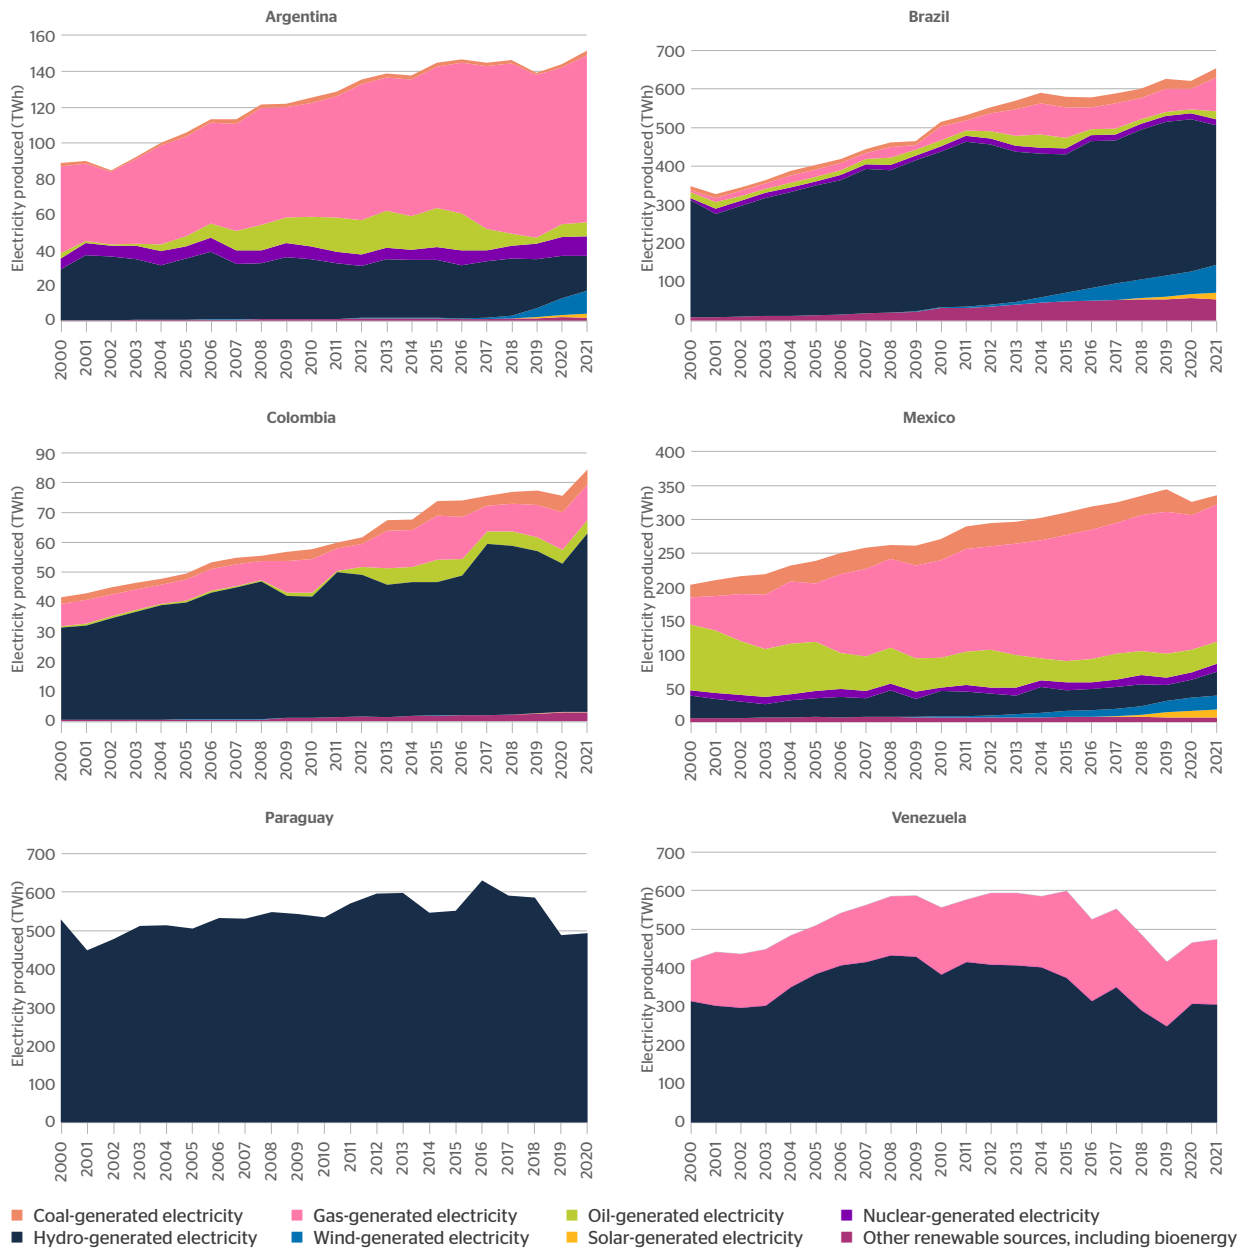 Argentina
Electricity produced (TWh)
160
140
120
100
80
60
40
20
0
2000 2001 2002 2003 2004 2005 2006 2007 2008 2009 2010 2011 2012 2013 2014 2015 2016 2017 2018 2019 2020 2021
Brazil
Electricity produced (TWh)
700
600
500
400
300
200
100
0
2000 2001 2002 2003 2004 2005 2006 2007 2008 2009 2010 2011 2012 2013 2014 2015 2016 2017 2018 2019 2020 2021
Colombia
Electricity produced (TWh)
90
80
70
60
50
40
30
20
10
0
2000 2001 2002 2003 2004 2005 2006 2007 2008 2009 2010 2011 2012 2013 2014 2015 2016 2017 2018 2019 2020 2021
Mexico
Electricity produced (TWh)
400
350
300
250
200
150
100
50
0
2000 2001 2002 2003 2004 2005 2006 2007 2008 2009 2010 2011 2012 2013 2014 2015 2016 2017 2018 2019 2020 2021
Paraguay
Electricity produced (TWh)
700
600
500
400
300
200
100
0
2000 2001 2002 2003 2004 2005 2006 2007 2008 2009 2010 2011 2012 2013 2014 2015 2016 2017 2018 2019 2020
Venezuela
Electricity produced (TWh)
700
600
500
400
300
200
100
0
2000 2001 2002 2003 2004 2005 2006 2007 2008 2009 2010 2011 2012 2013 2014 2015 2016 2017 2018 2019 2020 2021
Coal-generated electricity Gas-generated electricity Oil-generated electricity Nuclear-generated electricity
Hydro-generated electricity Wind-generated electricity Solar-generated electricity Other renewable sources, including bioenergy